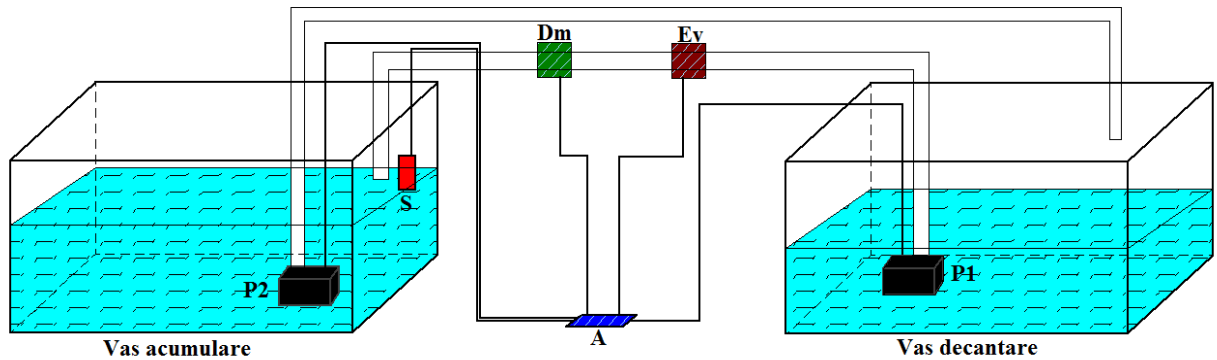 Dm
Ev
S
P2
P1
A
Vas acumulare
Vas decantare